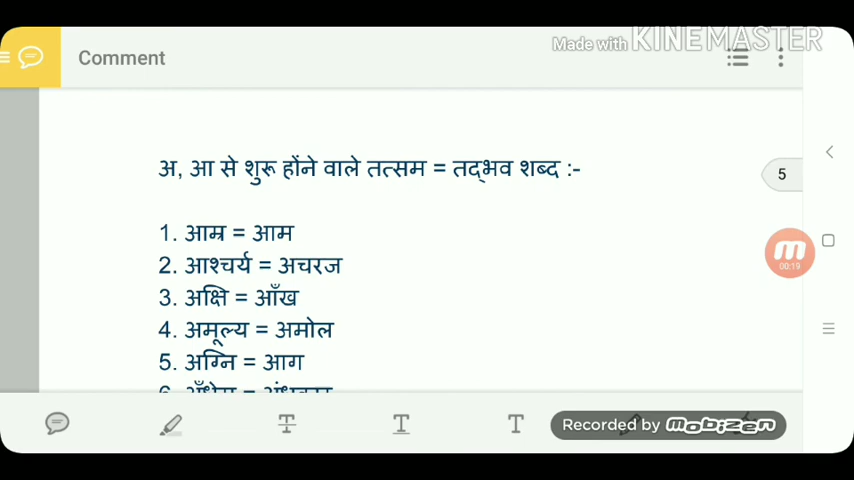 Made with KINEMASTER
Comment
अ, आ से शुरू होंने वाले तत्सम = तद्भव शब्द :-
5
1. आम्र = आम
2. आश्चर्य = अचरज
00:19
3. अक्षि = आँख
4. अमूल्य = अमोल
5. अग्नि = आग
6.
T T T
Recorded by MOBIZEN